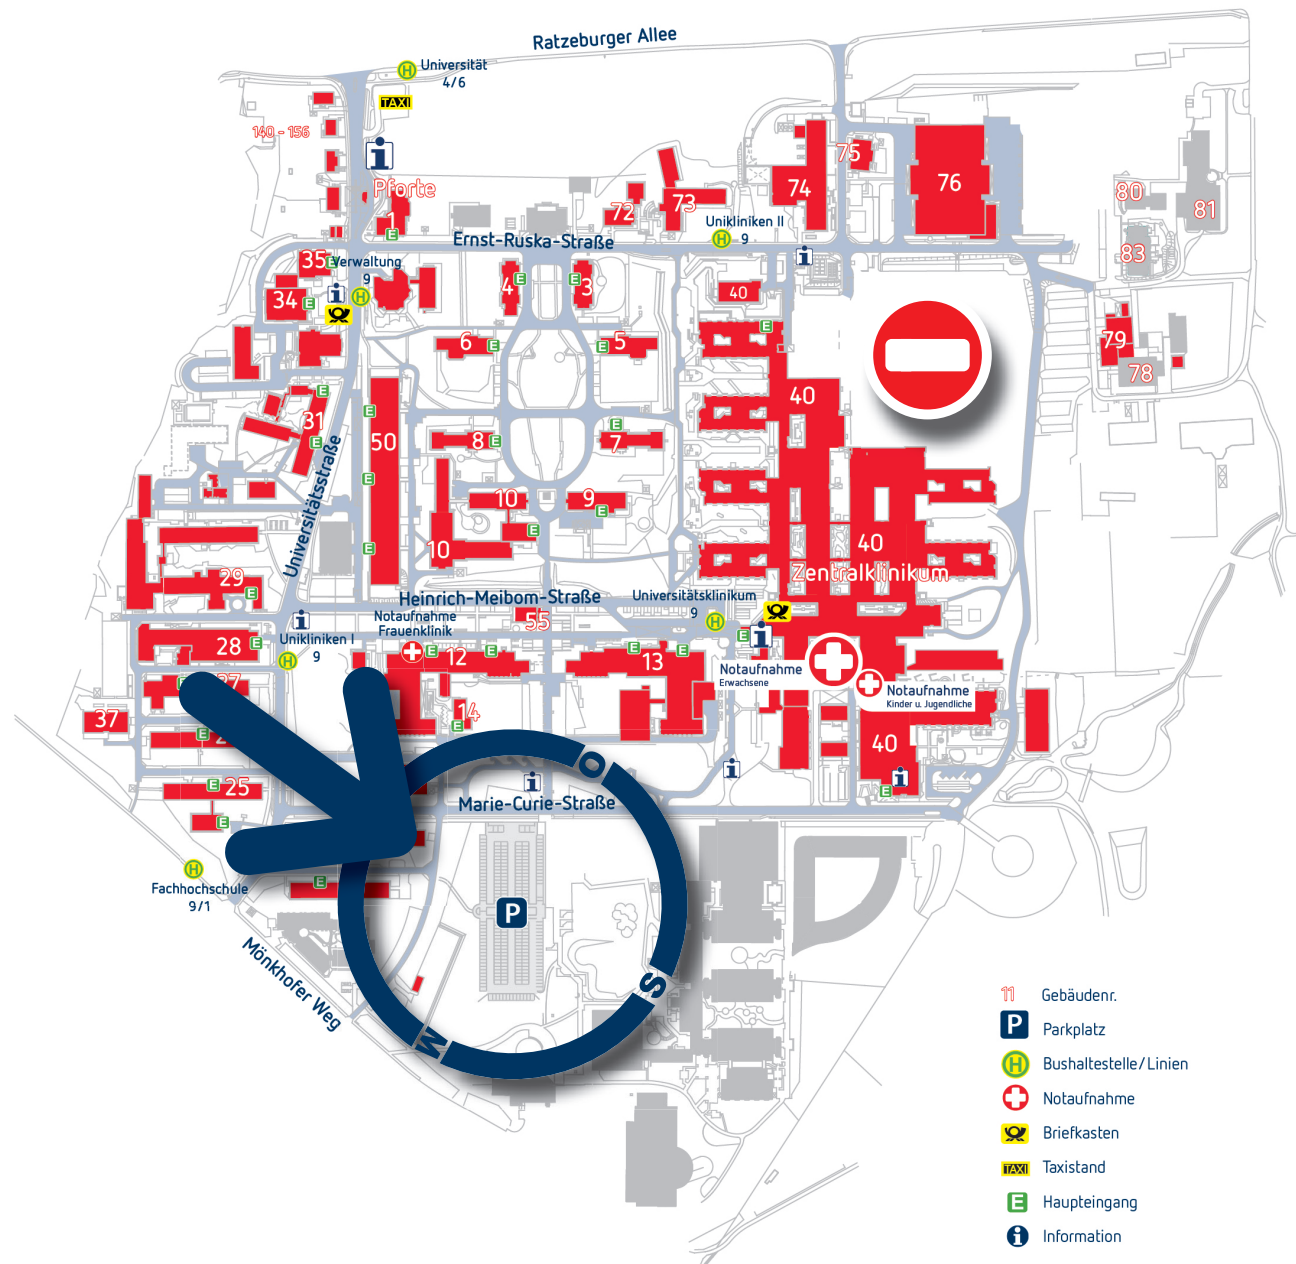 Ratzeburger Allee
H
Universität
4/6
TAXI
140 - 156
i
Pforte
1
E
72
73
74
75
76
80
81
83
Unikliniken II
H
9
Ernst-Ruska-Straße
35
E
Verwaltung
9
i
H
34
E
4
E
E
3
i
40
E
6
E
E
5
79
78
40
E
31
E
E
50
8
E
E
7
Universitätsstraße
E
10
9
E
E
10
E
40
Zentralklinikum
29
E
Heinrich-Meibom-Straße
Universitätsklinikum
9
H
i
Notaufnahme
Frauenklinik
55
28
E
Unikliniken I
9
H
E
12
E
E
13
E
E
i
Notaufnahme
Erwachsene
Notaufnahme
Kinder u. Jugendliche
E
27
37
14
E
E
40
i
E
i
i
25
E
E
Marie-Curie-Straße
O
S
M
P
H
Fachhochschule
9/1
E
Mönkhofer Weg
11 Gebäudenr.
P Parkplatz
H Bushaltestelle/Linien
Notaufnahme
Briefkasten
TAXI Taxistand
E Haupteingang
i Information